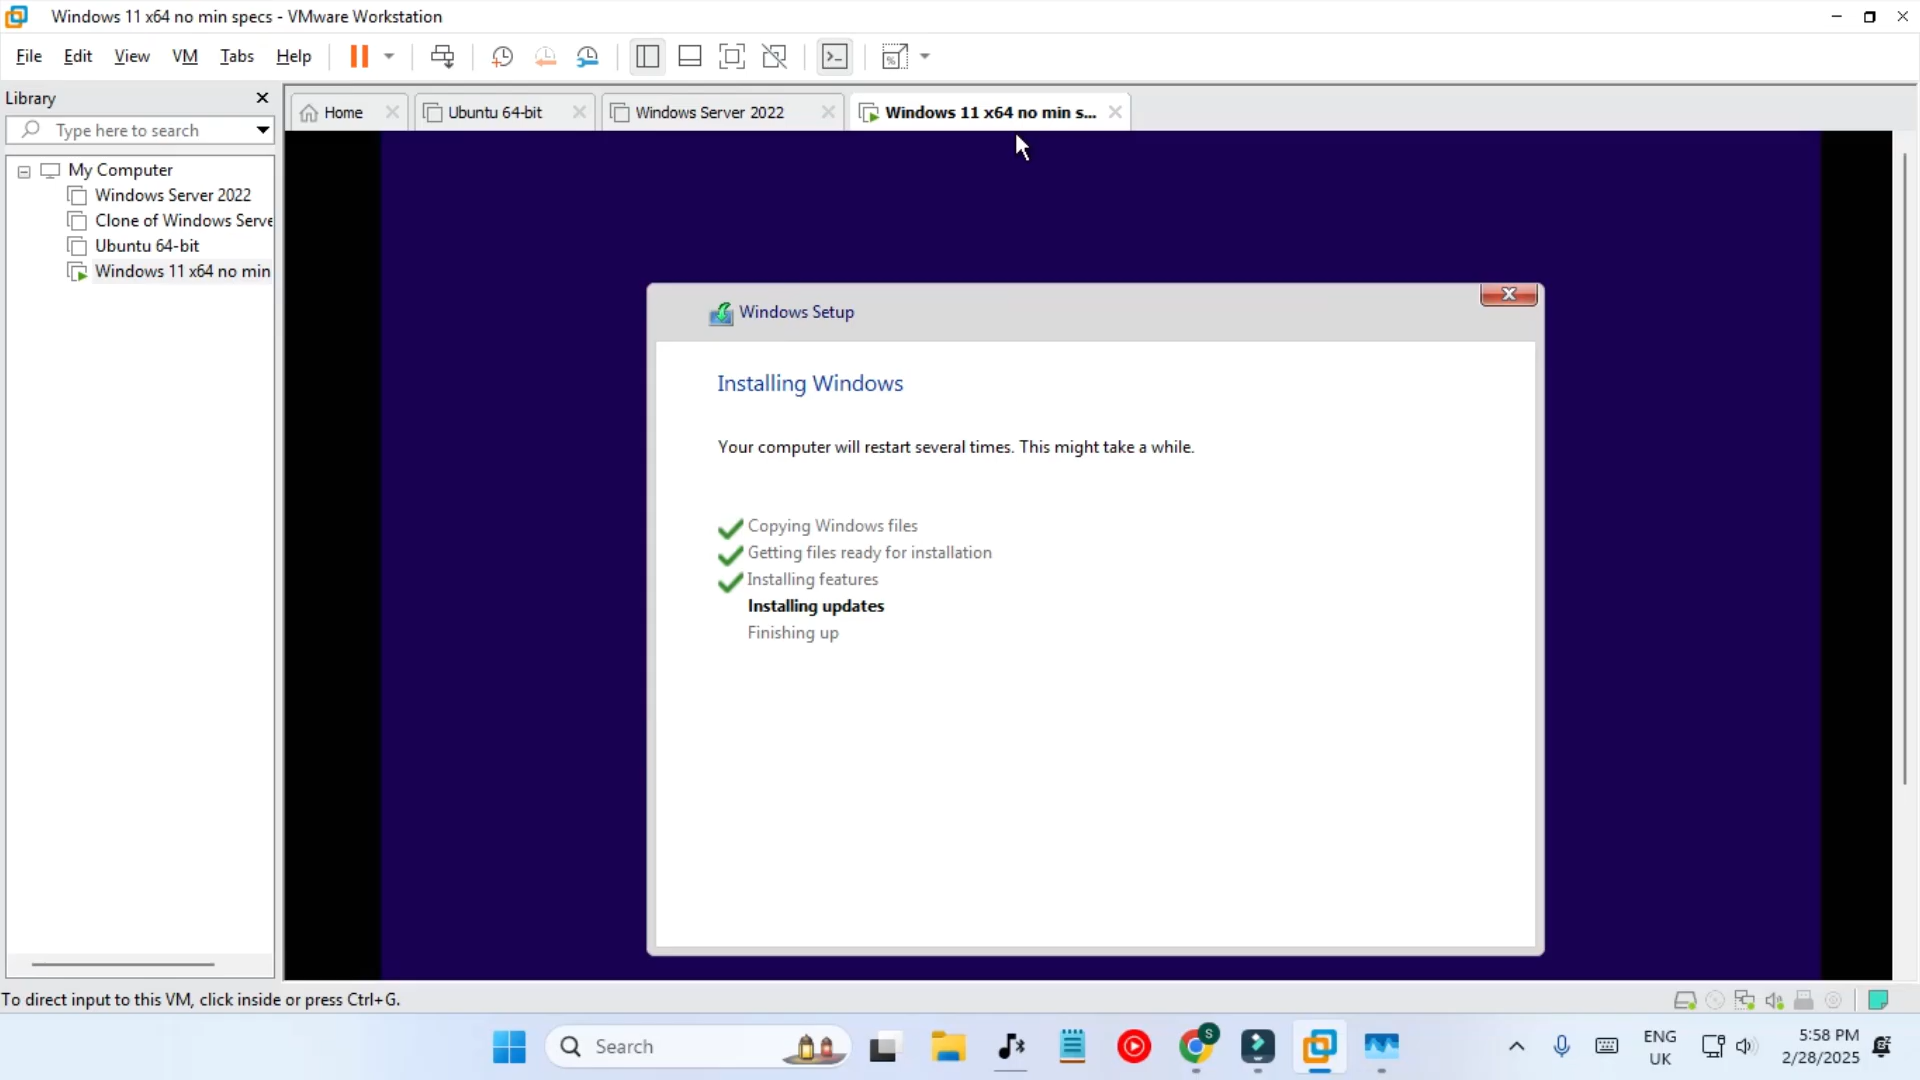 Windows 11 x64 no min specs - VMware Workstation
File Edit View VM Tabs Help
Library
Type here to search
Home
Ubuntu 64-bit
Windows Server 2022
Windows 11 x64 no min s...
My Computer
Windows Server 2022
Clone of Windows Serve
Ubuntu 64-bit
Windows 11 x64 no min
Windows Setup
Installing Windows
Your computer will restart several times. This might take a while.
Copying Windows files
Getting files ready for installation
Installing features
Installing updates
Finishing up
To direct input to this VM, click inside or press Ctrl+G.
Search
S
ENG
UK
5:58 PM
2/28/2025